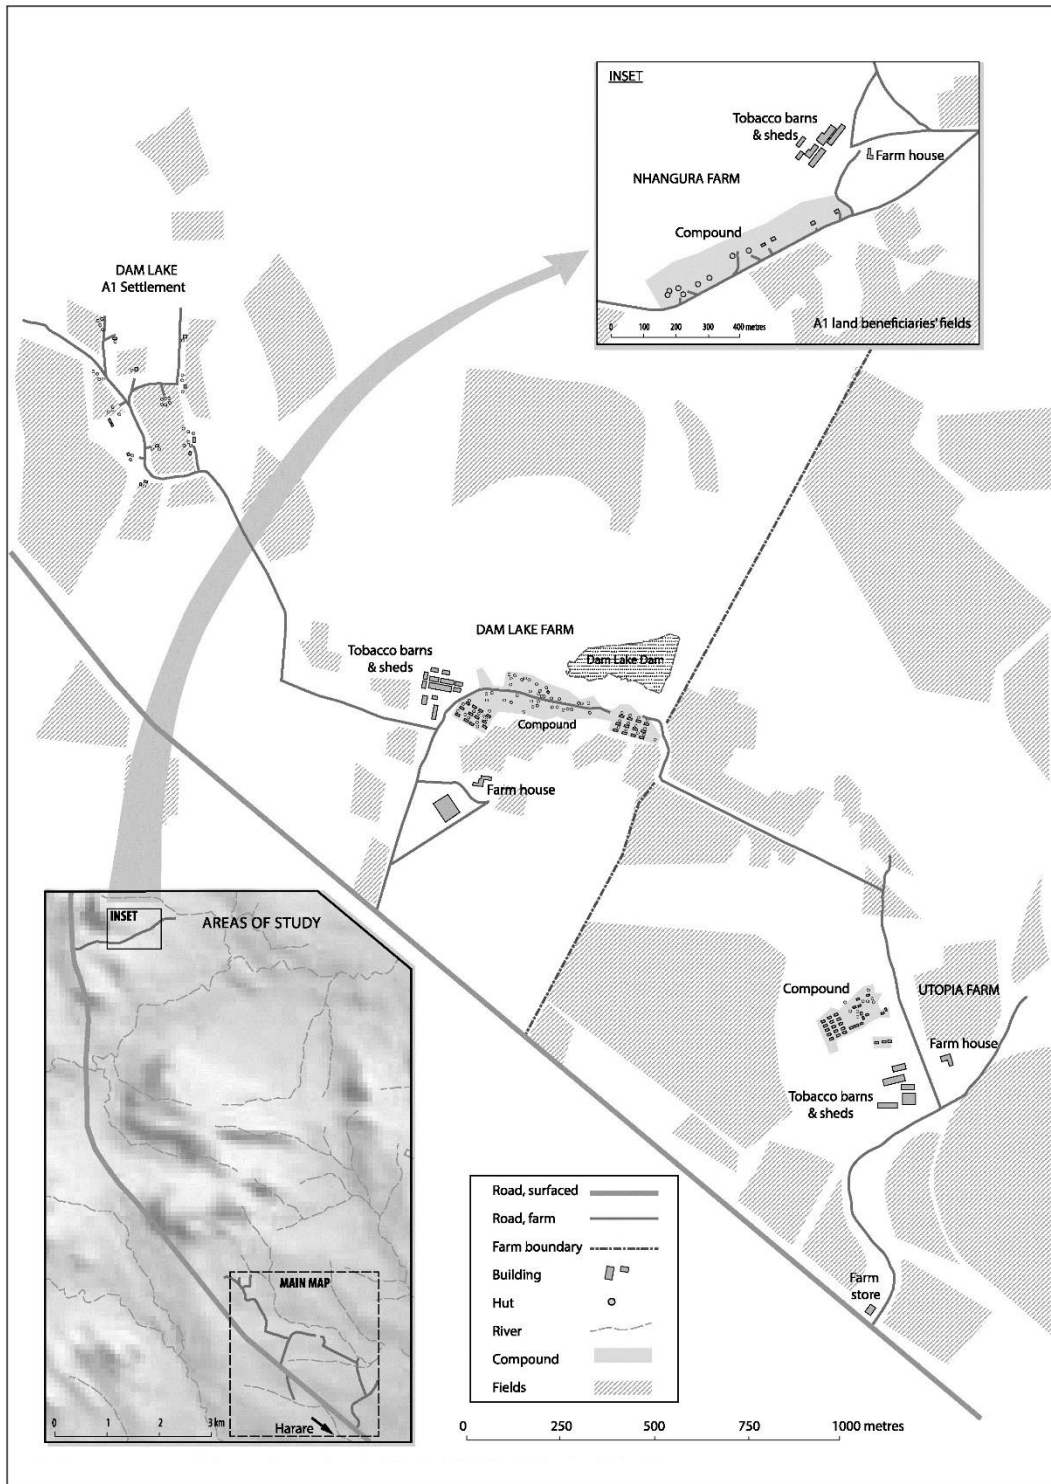 INSET
Tobacco barns
& sheds
Farm house
NHANGURA FARM
Compound
A1 land beneficiaries' fields
0 100 200 300 400 metres
DAM LAKE
A1 Settlement
DAM LAKE FARM
Tobacco barns
& sheds
Dam Lake Dam
Compound
Farm house
INSET
AREAS OF STUDY
MAIN MAP
0 1 2 3 km
Harare
Compound
UTOPIA FARM
Farm house
Tobacco barns
& sheds
Farm
store
Road, surfaced
Road, farm
Farm boundary
Building
Hut
River
Compound
Fields
0 250 500 750 1000 metres